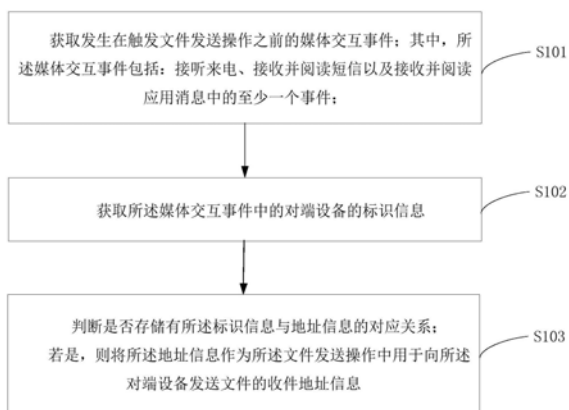 获取发生在触发文件发送操作之前的媒体交互事件；其中，所
述媒体交互事件包括：接听来电、接收并阅读短信以及接收并阅读
应用消息中的至少一个事件；
S101
获取所述媒体交互事件中的对端设备的标识信息
S102
判断是否存储有所述标识信息与地址信息的对应关系；
若是，则将所述地址信息作为所述文件发送操作中用于向所述
对端设备发送文件的收件地址信息
S103